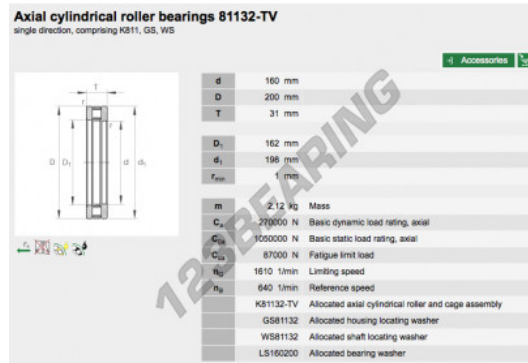 Axial cylindrical roller bearings 81132-TV
single direction, comprising K811, GS, WS
Accessories
d 160 mm
D 200 mm
T 31 mm
D1 162 mm
d1 198 mm
rmin 1 mm
m 2,12 kg Mass
Ca 270000 N Basic dynamic load rating, axial
C0a 1050000 N Basic static load rating, axial
Cua 87000 N Fatigue limit load
nG 1610 1/min Limiting speed
nB 640 1/min Reference speed
K81132-TV Allocated axial cylindrical roller and cage assembly
GS81132 Allocated housing locating washer
WS81132 Allocated shaft locating washer
LS160200 Allocated bearing washer
T
r
r
D D1 d d1
123BEARING